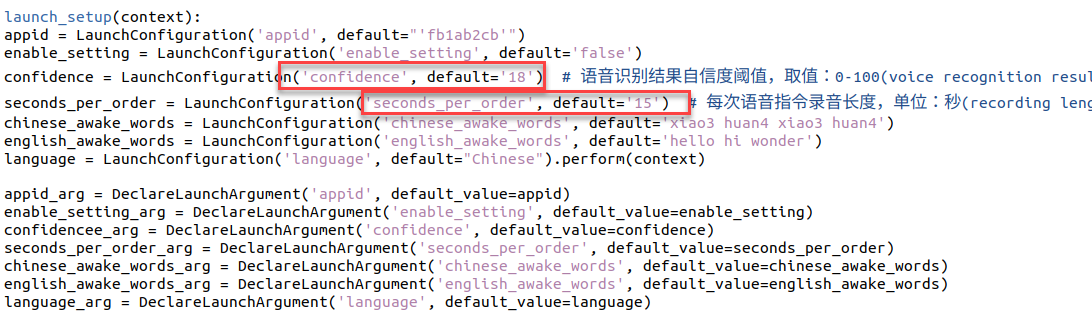 launch_setup(context):
appid = LaunchConfiguration('appid', default="'fb1ab2cb'")
enable_setting = LaunchConfiguration('enable_setting', default='false')
confidence = LaunchConfiguration('confidence', default='18')  # 语音识别结果自信度阈值，取值：0-100(voice recognition resul
seconds_per_order = LaunchConfiguration('seconds_per_order', default='15')  # 每次语音指令录音长度，单位：秒(recording leng
chinese_awake_words = LaunchConfiguration('chinese_awake_words', default='xiao3 huan4 xiao3 huan4')
english_awake_words = LaunchConfiguration('english_awake_words', default='hello hi wonder')
language = LaunchConfiguration('language', default="Chinese").perform(context)

appid_arg = DeclareLaunchArgument('appid', default_value=appid)
enable_setting_arg = DeclareLaunchArgument('enable_setting', default_value=enable_setting)
confidencee_arg = DeclareLaunchArgument('confidence', default_value=confidence)
seconds_per_order_arg = DeclareLaunchArgument('seconds_per_order', default_value=seconds_per_order)
chinese_awake_words_arg = DeclareLaunchArgument('chinese_awake_words', default_value=chinese_awake_words)
english_awake_words_arg = DeclareLaunchArgument('english_awake_words', default_value=english_awake_words)
language_arg = DeclareLaunchArgument('language', default_value=language)